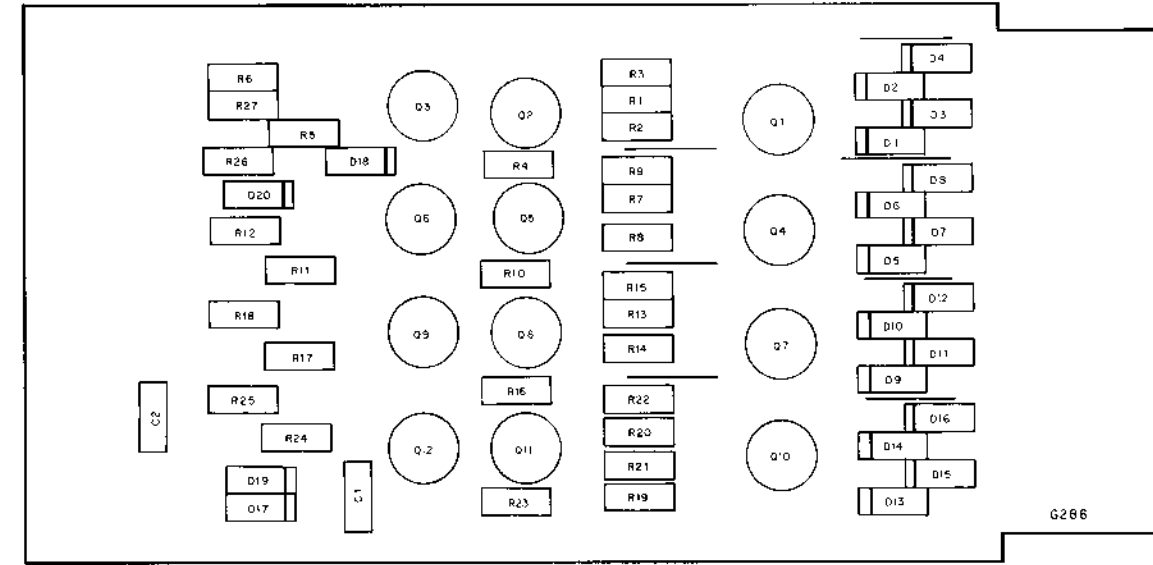 R6
R27
R5
R26
D18
D20
R12
R11
R18
R17
R25
R24
C2
D19
D17
C1
Q3
Q2
R4
Q6
Q5
R10
Q9
Q8
R16
Q12
Q11
R23
R3
R1
R2
R9
R7
R8
R15
R13
R14
R22
R20
R21
R19
Q1
Q4
Q7
Q10
D4
D2
D3
D1
D8
D6
D7
D5
D12
D10
D11
D9
D16
D14
D15
D13
G286